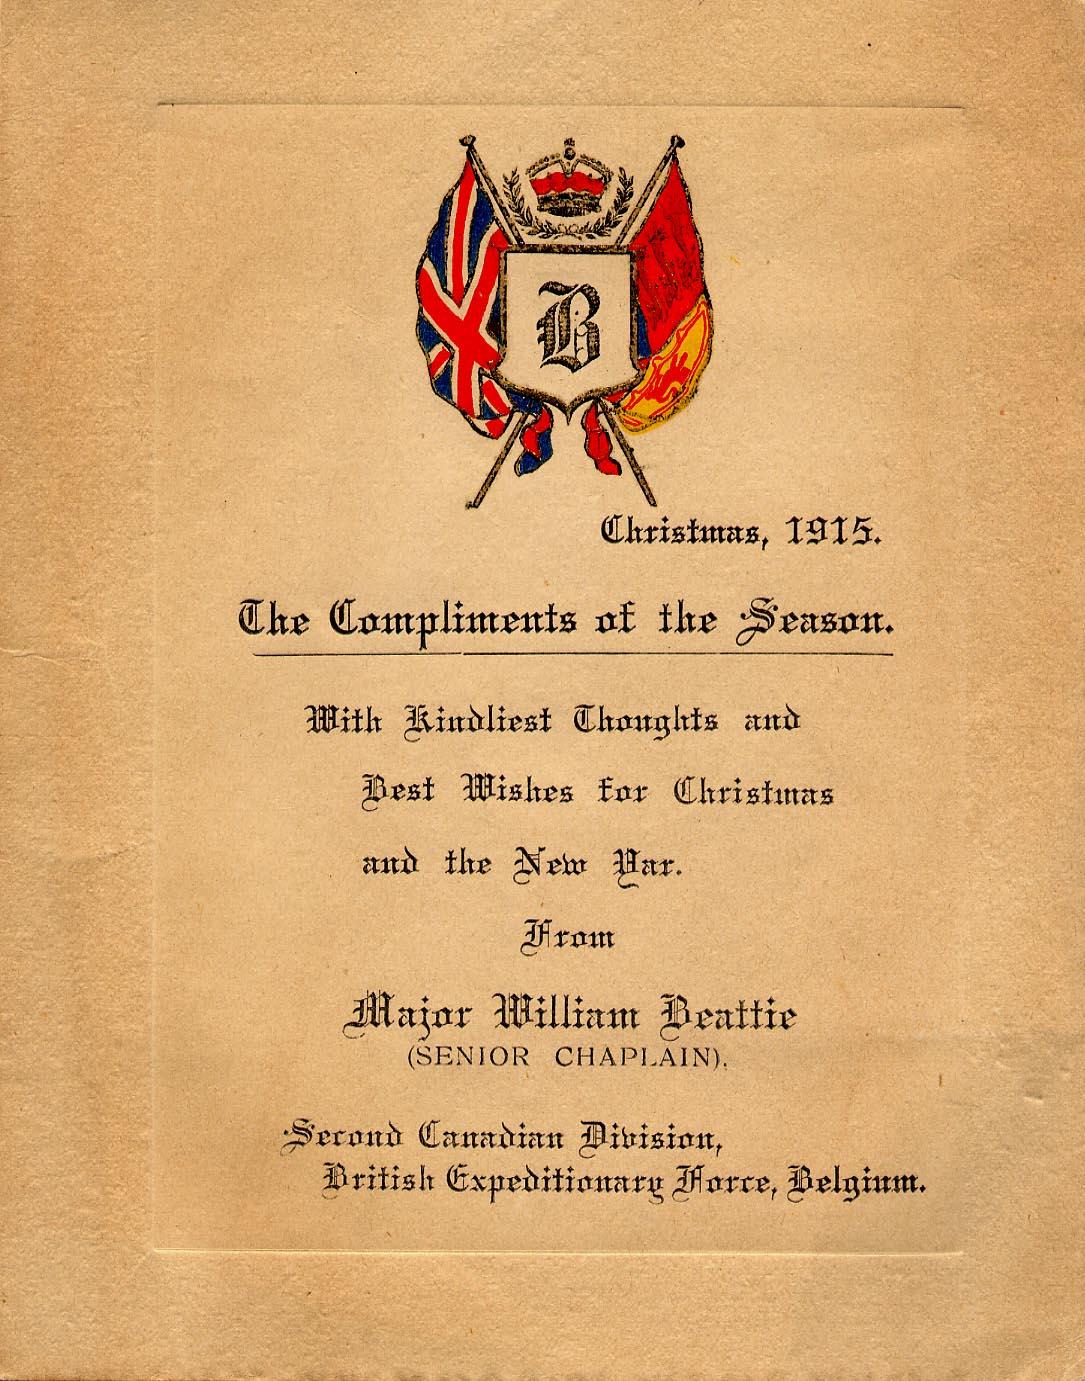 B
Christmas, 1915.
The Compliments of the Season.
With Kindliest Thoughts and
Best Wishes for Christmas
and the New Yar.
From
Major William Beattie
(SENIOR CHAPLAIN).
Second Canadian Division,
British Expeditionary Force, Belgium.